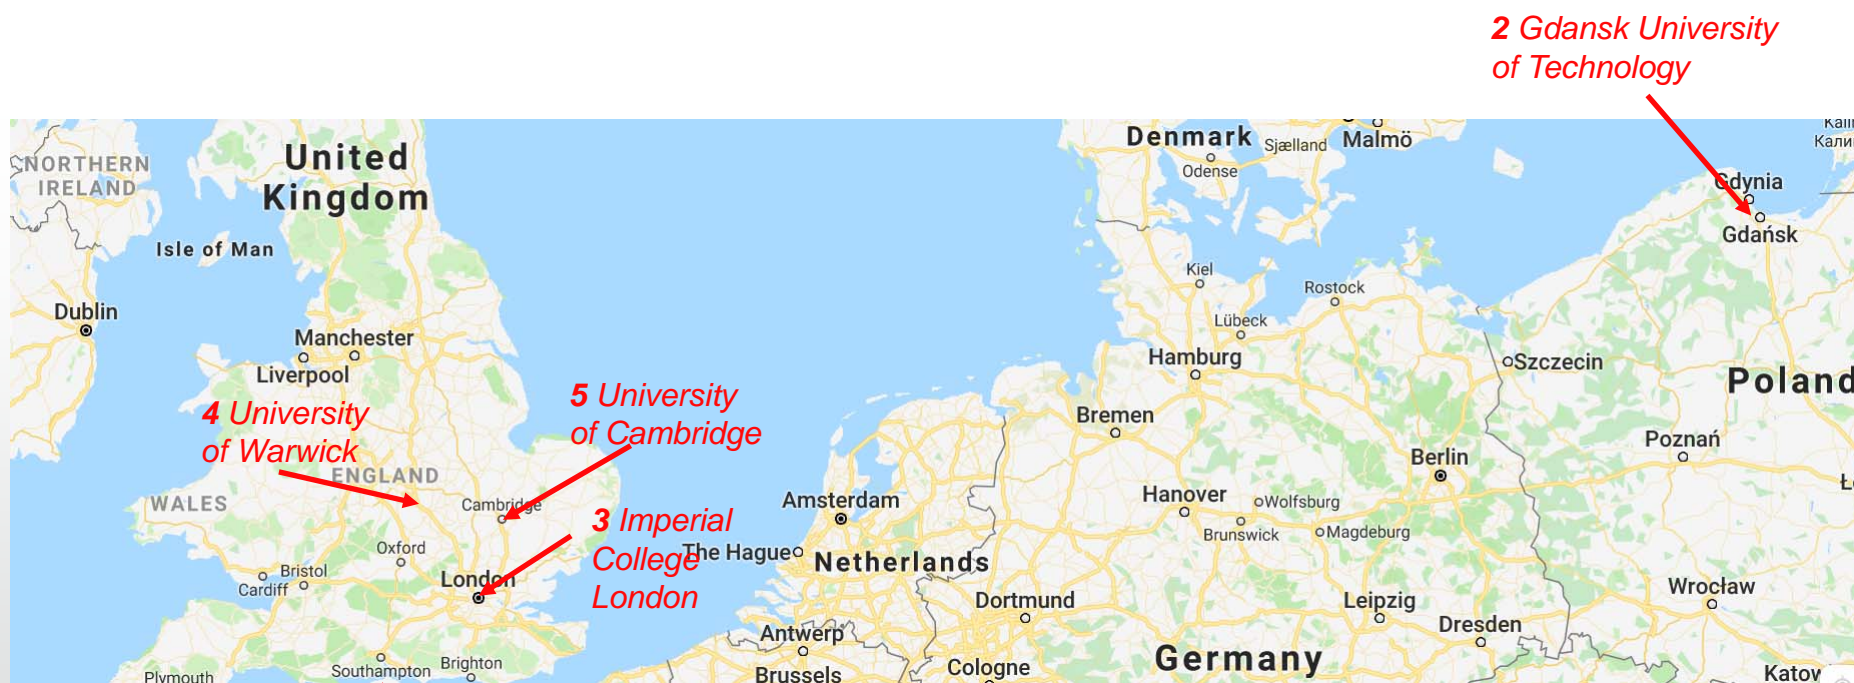 2 Gdansk University
of Technology
Denmark
Sjælland
Malmö
Odense
NORTHERN
IRELAND
United
Kingdom
Gdynia
Gdańsk
Isle of Man
Kiel
Rostock
Dublin
Lübeck
Manchester
Liverpool
Hamburg
Szczecin
Poland
4 University
of Warwick
5 University
of Cambridge
Bremen
Poznań
Berlin
ENGLAND
WALES
Cambridge
Amsterdam
Hanover
Wolfsburg
Brunswick
Magdeburg
3 Imperial
College
London
The Hague
Netherlands
Oxford
Bristol
Cardiff
London
Dortmund
Leipzig
Wrocław
Dresden
Antwerp
Brussels
Cologne
Germany
Southampton
Brighton
Plymouth
Katow